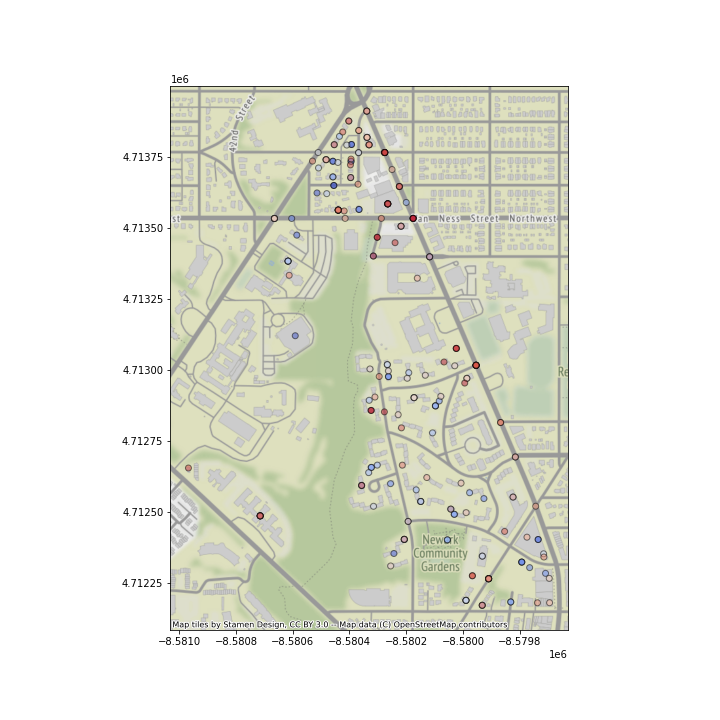 1e6
42nd Street
4.71375
4.71350
st
an Ness Street Northwest
4.71325
4.71300
Re
4.71275
4.71250
Newark
Community
Gardens
4.71225
Map tiles by Stamen Design, CC BY 3.0 -- Map data (C) OpenStreetMap contributors
−8.5810 −8.5808 −8.5806 −8.5804 −8.5802 −8.5800 −8.5798
1e6